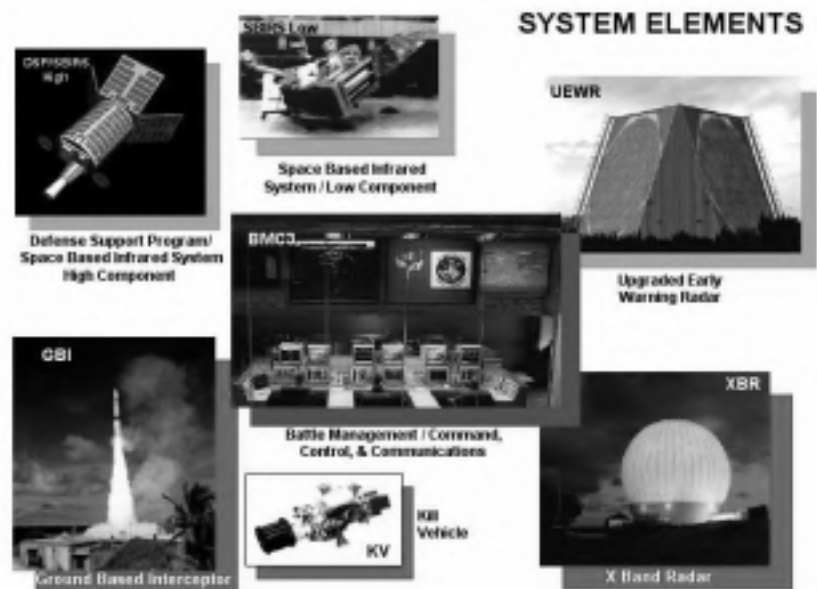 SYSTEM ELEMENTS
DSP/SBIRS
High
SBIRS Low
UEWR
Space Based Infrared
System / Low Component
Defense Support Program/
Space Based Infrared System
High Component
BMC3
Upgraded Early
Warning Radar
GBI
XBR
Battle Management / Command,
Control, & Communications
KV
Kill
Vehicle
Ground Based Interceptor
X Band Radar